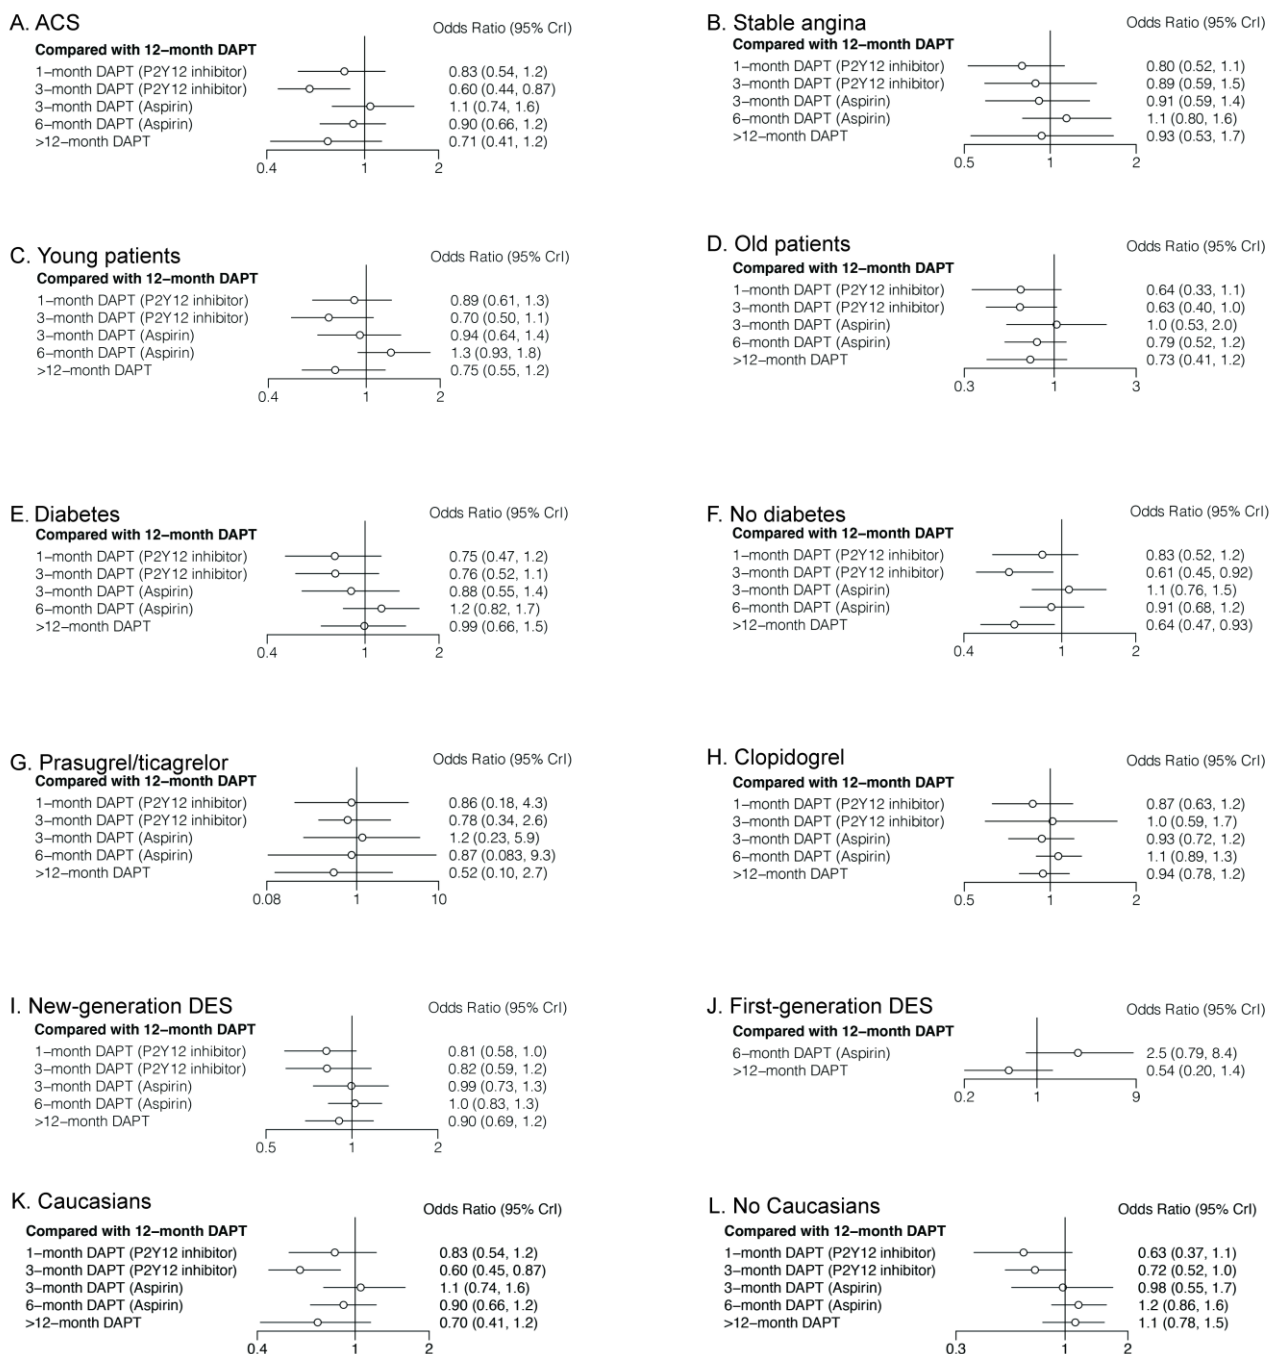 A. ACS
Odds Ratio (95% CrI)
Compared with 12–month DAPT
1–month DAPT (P2Y12 inhibitor) 0.83 (0.54, 1.2)
3–month DAPT (P2Y12 inhibitor) 0.60 (0.44, 0.87)
3–month DAPT (Aspirin) 1.1 (0.74, 1.6)
6–month DAPT (Aspirin) 0.90 (0.66, 1.2)
>12–month DAPT 0.71 (0.41, 1.2)
0.4 1 2
B. Stable angina
Odds Ratio (95% CrI)
Compared with 12–month DAPT
1–month DAPT (P2Y12 inhibitor) 0.80 (0.52, 1.1)
3–month DAPT (P2Y12 inhibitor) 0.89 (0.59, 1.5)
3–month DAPT (Aspirin) 0.91 (0.59, 1.4)
6–month DAPT (Aspirin) 1.1 (0.80, 1.6)
>12–month DAPT 0.93 (0.53, 1.7)
0.5 1 2
C. Young patients
Odds Ratio (95% CrI)
Compared with 12–month DAPT
1–month DAPT (P2Y12 inhibitor) 0.89 (0.61, 1.3)
3–month DAPT (P2Y12 inhibitor) 0.70 (0.50, 1.1)
3–month DAPT (Aspirin) 0.94 (0.64, 1.4)
6–month DAPT (Aspirin) 1.3 (0.93, 1.8)
>12–month DAPT 0.75 (0.55, 1.2)
0.4 1 2
D. Old patients
Odds Ratio (95% CrI)
Compared with 12–month DAPT
1–month DAPT (P2Y12 inhibitor) 0.64 (0.33, 1.1)
3–month DAPT (P2Y12 inhibitor) 0.63 (0.40, 1.0)
3–month DAPT (Aspirin) 1.0 (0.53, 2.0)
6–month DAPT (Aspirin) 0.79 (0.52, 1.2)
>12–month DAPT 0.73 (0.41, 1.2)
0.3 1 3
E. Diabetes
Odds Ratio (95% CrI)
Compared with 12–month DAPT
1–month DAPT (P2Y12 inhibitor) 0.75 (0.47, 1.2)
3–month DAPT (P2Y12 inhibitor) 0.76 (0.52, 1.1)
3–month DAPT (Aspirin) 0.88 (0.55, 1.4)
6–month DAPT (Aspirin) 1.2 (0.82, 1.7)
>12–month DAPT 0.99 (0.66, 1.5)
0.4 1 2
F. No diabetes
Odds Ratio (95% CrI)
Compared with 12–month DAPT
1–month DAPT (P2Y12 inhibitor) 0.83 (0.52, 1.2)
3–month DAPT (P2Y12 inhibitor) 0.61 (0.45, 0.92)
3–month DAPT (Aspirin) 1.1 (0.76, 1.5)
6–month DAPT (Aspirin) 0.91 (0.68, 1.2)
>12–month DAPT 0.64 (0.47, 0.93)
0.4 1 2
G. Prasugrel/ticagrelor
Odds Ratio (95% CrI)
Compared with 12–month DAPT
1–month DAPT (P2Y12 inhibitor) 0.86 (0.18, 4.3)
3–month DAPT (P2Y12 inhibitor) 0.78 (0.34, 2.6)
3–month DAPT (Aspirin) 1.2 (0.23, 5.9)
6–month DAPT (Aspirin) 0.87 (0.083, 9.3)
>12–month DAPT 0.52 (0.10, 2.7)
0.08 1 10
H. Clopidogrel
Odds Ratio (95% CrI)
Compared with 12–month DAPT
1–month DAPT (P2Y12 inhibitor) 0.87 (0.63, 1.2)
3–month DAPT (P2Y12 inhibitor) 1.0 (0.59, 1.7)
3–month DAPT (Aspirin) 0.93 (0.72, 1.2)
6–month DAPT (Aspirin) 1.1 (0.89, 1.3)
>12–month DAPT 0.94 (0.78, 1.2)
0.5 1 2
I. New-generation DES
Odds Ratio (95% CrI)
Compared with 12–month DAPT
1–month DAPT (P2Y12 inhibitor) 0.81 (0.58, 1.0)
3–month DAPT (P2Y12 inhibitor) 0.82 (0.59, 1.2)
3–month DAPT (Aspirin) 0.99 (0.73, 1.3)
6–month DAPT (Aspirin) 1.0 (0.83, 1.3)
>12–month DAPT 0.90 (0.69, 1.2)
0.5 1 2
J. First-generation DES
Odds Ratio (95% CrI)
Compared with 12–month DAPT
6–month DAPT (Aspirin) 2.5 (0.79, 8.4)
>12–month DAPT 0.54 (0.20, 1.4)
0.2 1 9
K. Caucasians
Odds Ratio (95% CrI)
Compared with 12–month DAPT
1–month DAPT (P2Y12 inhibitor) 0.83 (0.54, 1.2)
3–month DAPT (P2Y12 inhibitor) 0.60 (0.45, 0.87)
3–month DAPT (Aspirin) 1.1 (0.74, 1.6)
6–month DAPT (Aspirin) 0.90 (0.66, 1.2)
>12–month DAPT 0.70 (0.41, 1.2)
0.4 1 2
L. No Caucasians
Odds Ratio (95% CrI)
Compared with 12–month DAPT
1–month DAPT (P2Y12 inhibitor) 0.63 (0.37, 1.1)
3–month DAPT (P2Y12 inhibitor) 0.72 (0.52, 1.0)
3–month DAPT (Aspirin) 0.98 (0.55, 1.7)
6–month DAPT (Aspirin) 1.2 (0.86, 1.6)
>12–month DAPT 1.1 (0.78, 1.5)
0.3 1 2